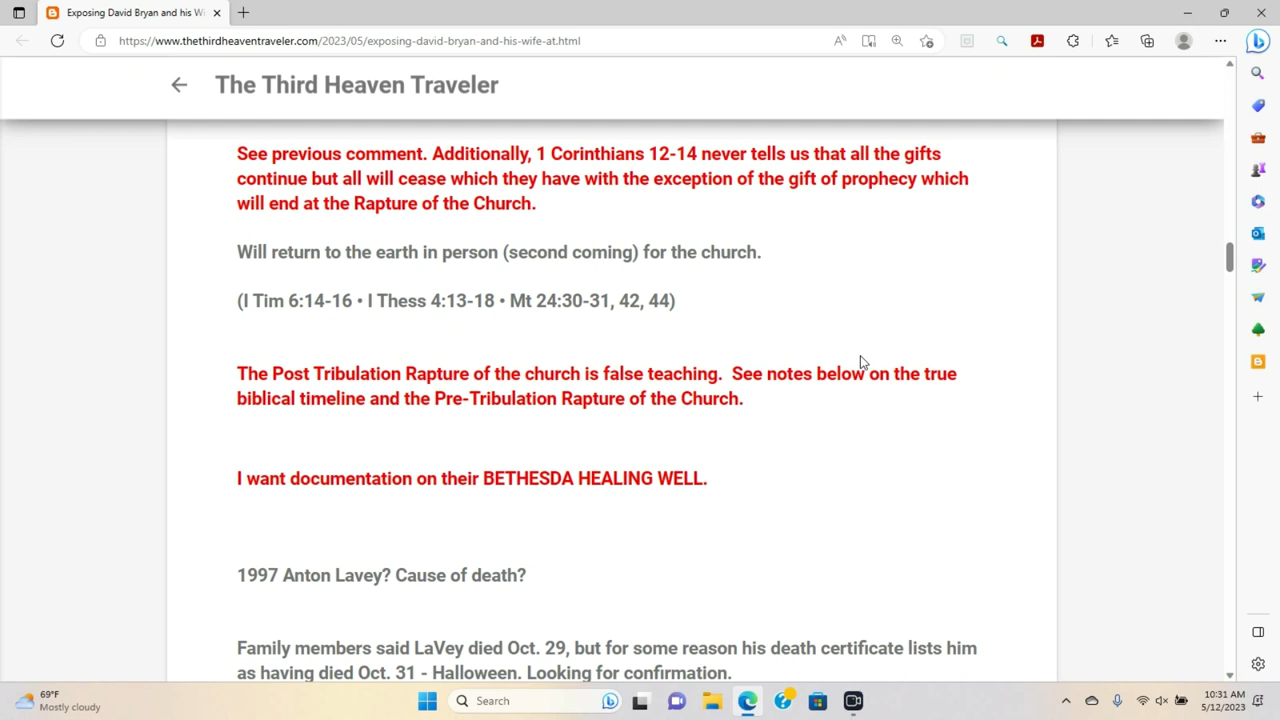 Exposing David Bryan and his W
https://www.thethirdheaventraveler.com/2023/05/exposing-david-bryan-and-his-wife-at.html
The Third Heaven Traveler
See previous comment. Additionally, 1 Corinthians 12-14 never tells us that all the gifts
continue but all will cease which they have with the exception of the gift of prophecy which
will end at the Rapture of the Church.
Will return to the earth in person (second coming) for the church.
(I Tim 6:14-16 • I Thess 4:13-18 • Mt 24:30-31, 42, 44)
The Post Tribulation Rapture of the church is false teaching. See notes below on the true
biblical timeline and the Pre-Tribulation Rapture of the Church.
I want documentation on their BETHESDA HEALING WELL.
1997 Anton Lavey? Cause of death?
Family members said LaVey died Oct. 29, but for some reason his death certificate lists him
as having died Oct. 31 - Halloween. Looking for confirmation.
69°F
Mostly cloudy
Search
10:31 AM
5/12/2023